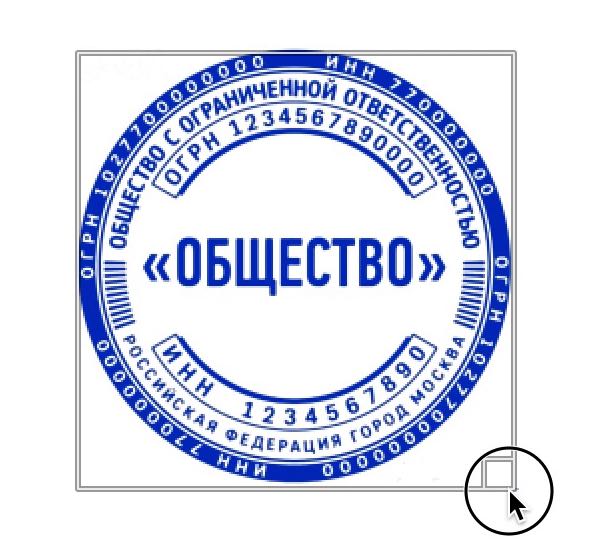 ОГРН 1027700000000
ИНН 7700000000
ОГРН 1027700000000
ИНН 7700000000
ОБЩЕСТВО С ОГРАНИЧЕННОЙ ОТВЕТСТВЕННОСТЬЮ
ОГРН 1234567890000
«ОБЩЕСТВО»
ИНН 1234567890
РОССИЙСКАЯ ФЕДЕРАЦИЯ ГОРОД МОСКВА